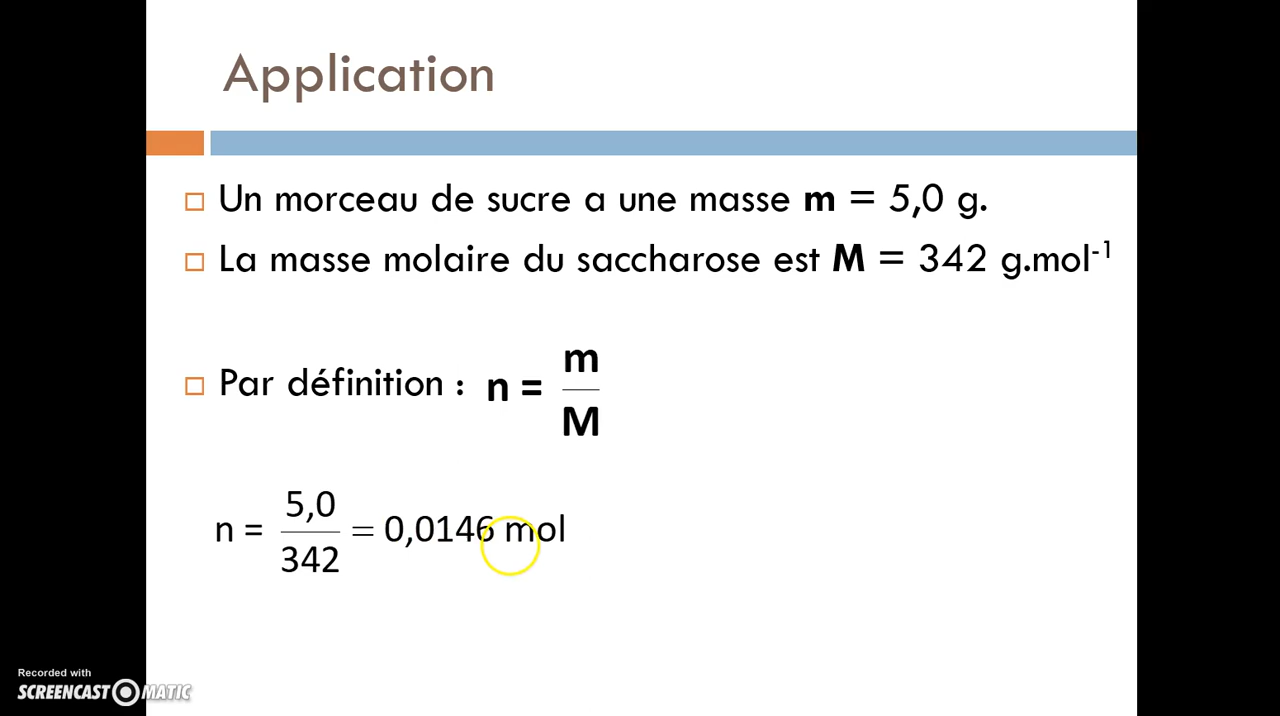 Application
Un morceau de sucre a une masse m = 5,0 g.
La masse molaire du saccharose est M = 342 g.mol⁻¹
Par définition : n = m/M
n = 5,0/342 = 0,0146 mol
Recorded with
SCREENCAST-O-MATIC